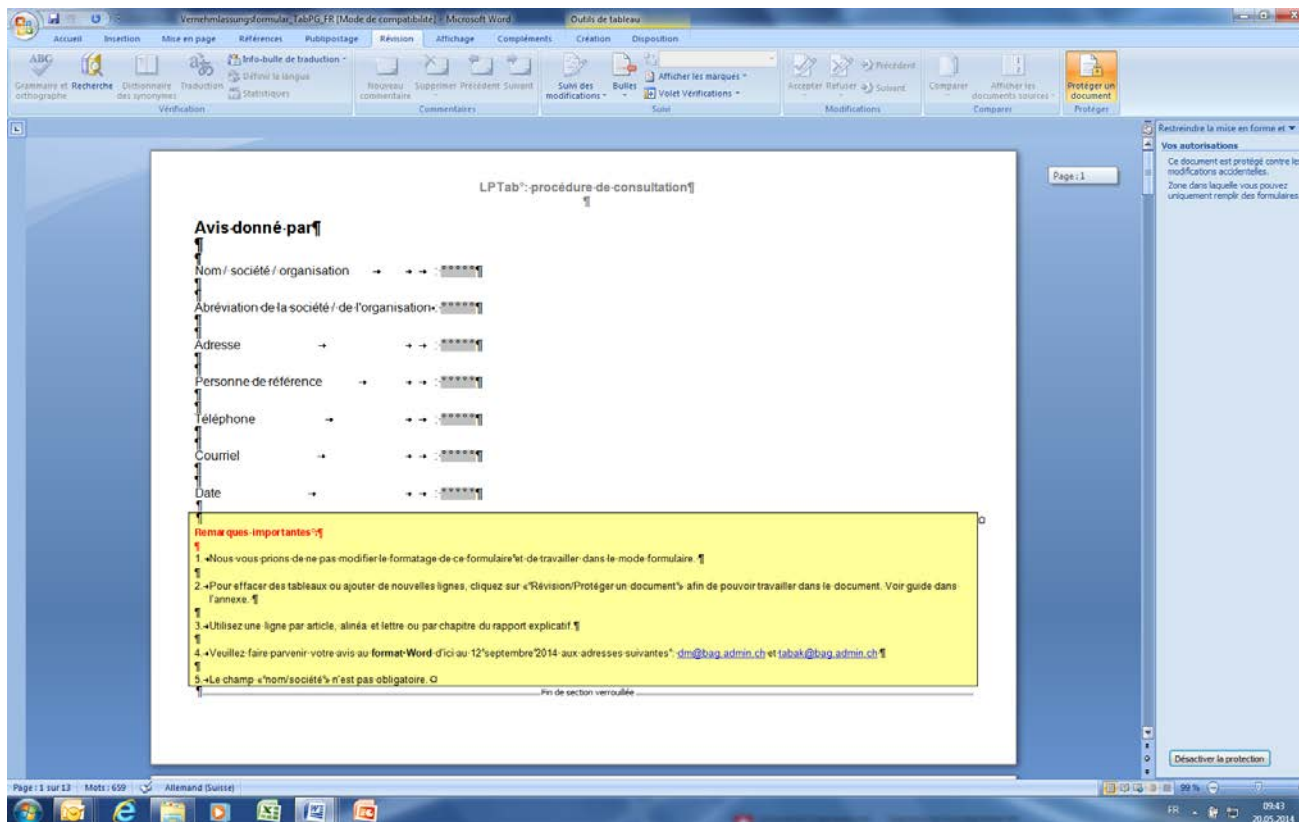 Vernehmlassungsformular_TabPG_FR [Mode de compatibilité] - Microsoft Word
Outils de tableau
Accueil Insertion Mise en page Références Publipostage Révision Affichage Compléments Création Disposition
ABC
Grammaire et orthographe
Recherche
Dictionnaire des synonymes
Traduction
Info-bulle de traduction
Définir la langue
Statistiques
Vérification
Nouveau commentaire
Supprimer
Précédent
Suivant
Commentaires
Suivi des modifications
Bulles
Afficher les marques
Volet Vérifications
Suivi
Accepter
Refuser
Précédent
Suivant
Modifications
Comparer
Afficher les documents sources
Comparer
Protéger un document
Protéger
Restreindre la mise en forme et
Vos autorisations
Ce document est protégé contre les
modifications accidentelles.
Zone dans laquelle vous pouvez
uniquement remplir des formulaires
Page : 1
LPTab°:·procédure·de·consultation¶
¶
Avis·donné·par¶
¶
¶
Nom·/·société·/·organisation → → → :·°°°°°¶
¶
¶
Abréviation·de·la·société·/·de·l'organisation→:·°°°°°¶
¶
¶
Adresse → → → :·°°°°°¶
¶
¶
Personne·de·référence → → → :·°°°°°¶
¶
¶
Téléphone → → → :·°°°°°¶
¶
¶
Courriel → → → :·°°°°°¶
¶
¶
Date → → → :·°°°°°¶
¶
¶
Remarques·importantes°:¶
¶
1.→Nous·vous·prions·de·ne·pas·modifier·le·formatage·de·ce·formulaire°et·de·travailler·dans·le·mode·formulaire.·¶
¶
2.→Pour·effacer·des·tableaux·ou·ajouter·de·nouvelles·lignes,·cliquez·sur·«°Révision/Protéger·un·document°»·afin·de·pouvoir·travailler·dans·le·document.·Voir·guide·dans·
l'annexe.·¶
¶
3.→Utilisez·une·ligne·par·article,·alinéa·et·lettre·ou·par·chapitre·du·rapport·explicatif.¶
¶
4.→Veuillez·faire·parvenir·votre·avis·au·format·Word·d'ici·au·12°septembre°2014·aux·adresses·suivantes°:·dm@bag.admin.ch·et·tabak@bag.admin.ch·¶
¶
5.→Le·champ·«°nom/société°»·n'est·pas·obligatoire.¤
¶ Fin de section verrouillée
Désactiver la protection
Page : 1 sur 13 Mots : 659 Allemand (Suisse) 99 %
FR 09:43
20.05.2014